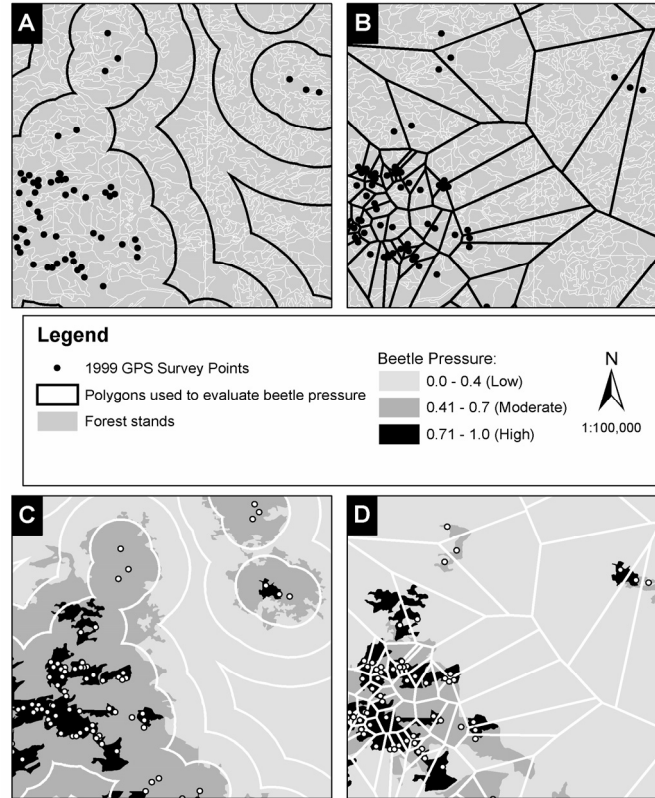 A
B
Legend
1999 GPS Survey Points
Polygons used to evaluate beetle pressure
Forest stands
Beetle Pressure:
0.0 - 0.4 (Low)
0.41 - 0.7 (Moderate)
0.71 - 1.0 (High)
N
1:100,000
C
D